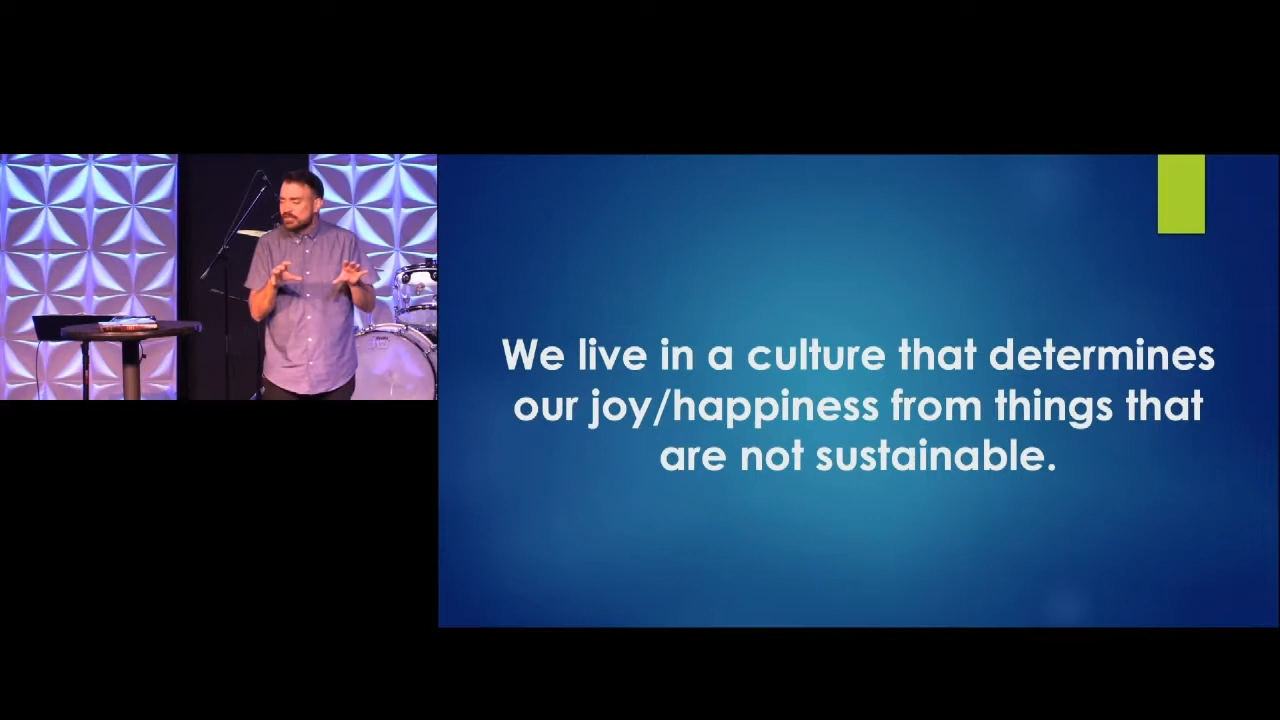 We live in a culture that determines
our joy/happiness from things that
are not sustainable.